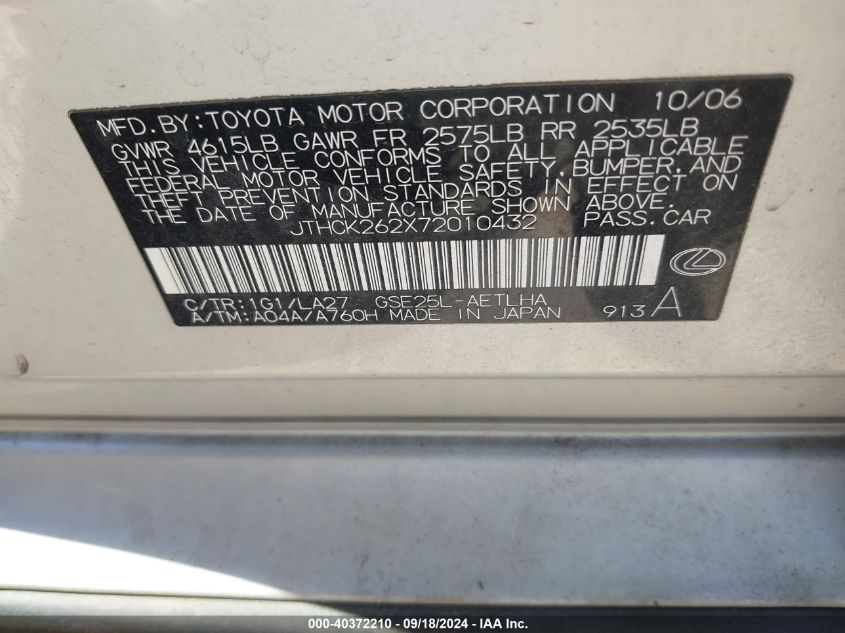 MFD. BY: TOYOTA MOTOR CORPORATION 10/06
GVWR 4615LB GAWR FR 2575LB RR 2535LB
THIS VEHICLE CONFORMS TO ALL APPLICABLE
FEDERAL MOTOR VEHICLE SAFETY, BUMPER, AND
THEFT PREVENTION STANDARDS IN EFFECT ON
THE DATE OF MANUFACTURE SHOWN ABOVE.
JTHCK262X72010432 PASS. CAR
C/TR: 1G1/LA27 GSE25L-AETLHA
A/TM: A04A/A760H MADE IN JAPAN 913 A
000-40372210 - 09/18/2024 - IAA Inc.